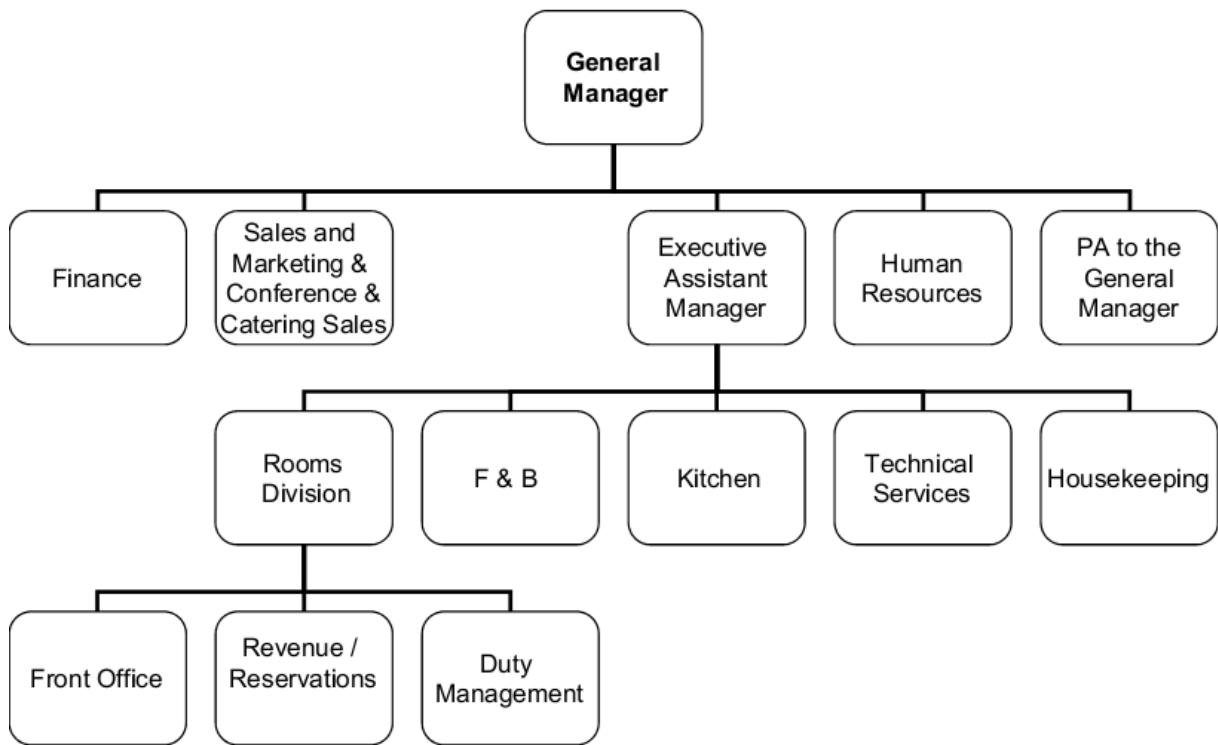 General
Manager
Finance
Sales and
Marketing &
Conference &
Catering Sales
Executive
Assistant
Manager
Human
Resources
PA to the
General
Manager
Rooms
Division
F & B
Kitchen
Technical
Services
Housekeeping
Front Office
Revenue /
Reservations
Duty
Management